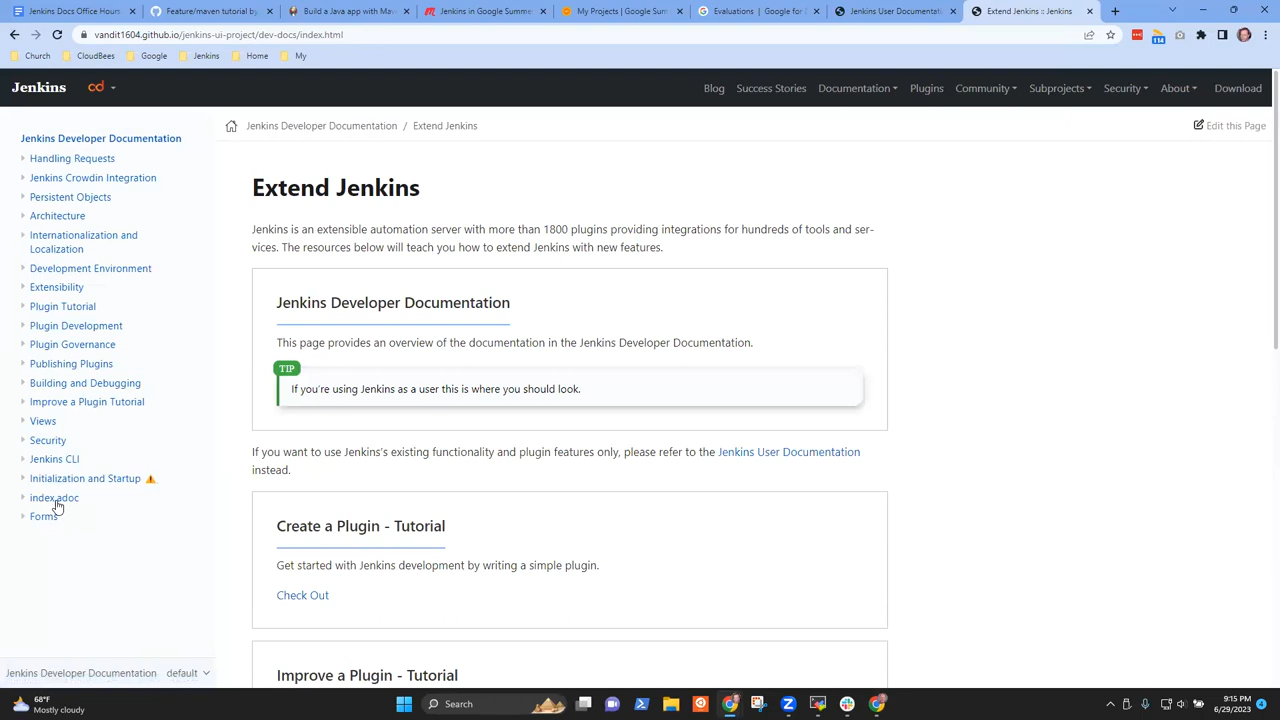 Jenkins Docs Office Hours
Feature/maven tutorial by
Build a Java app with Mav
Jenkins in Google Summe
My Projects | Google Sum
Evaluations | Google for D
Jenkins User Documentati
Extend Jenkins :: Jenkins
vandit1604.github.io/jenkins-ui-project/dev-docs/index.html
114
Church
CloudBees
Google
Jenkins
Home
My
Jenkins
cd
Blog
Success Stories
Documentation
Plugins
Community
Subprojects
Security
About
Download
Jenkins Developer Documentation / Extend Jenkins
Edit this Page
Jenkins Developer Documentation
Handling Requests
Jenkins Crowdin Integration
Persistent Objects
Architecture
Internationalization and
Localization
Development Environment
Extensibility
Plugin Tutorial
Plugin Development
Plugin Governance
Publishing Plugins
Building and Debugging
Improve a Plugin Tutorial
Views
Security
Jenkins CLI
Initialization and Startup
index.adoc
Forms
Jenkins Developer Documentation default
Extend Jenkins
Jenkins is an extensible automation server with more than 1800 plugins providing integrations for hundreds of tools and ser-
vices. The resources below will teach you how to extend Jenkins with new features.
Jenkins Developer Documentation
This page provides an overview of the documentation in the Jenkins Developer Documentation.
TIP
If you're using Jenkins as a user this is where you should look.
If you want to use Jenkins's existing functionality and plugin features only, please refer to the Jenkins User Documentation
instead.
Create a Plugin - Tutorial
Get started with Jenkins development by writing a simple plugin.
Check Out
Improve a Plugin - Tutorial
68°F
Mostly cloudy
Search
9:15 PM
6/29/2023